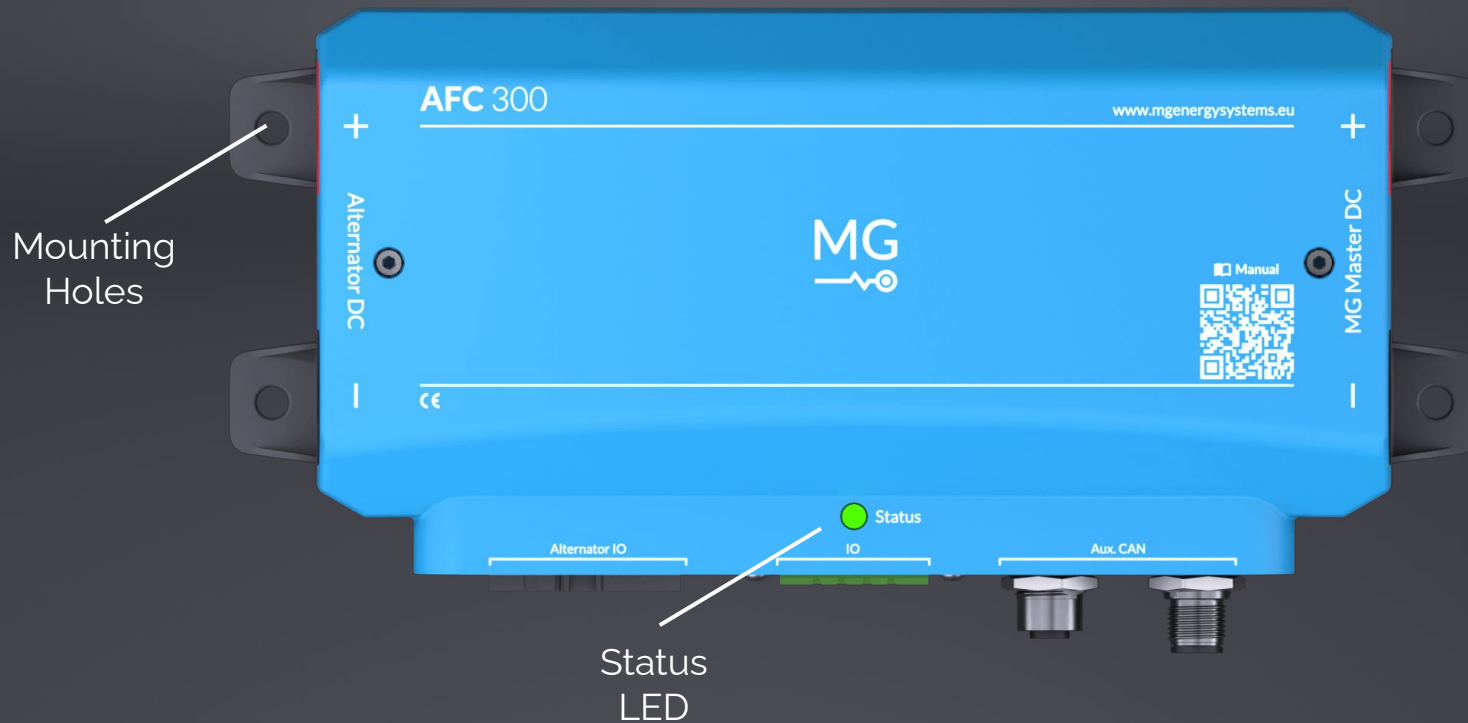 AFC 300
www.mgenergysystems.eu
+
+
Alternator DC
MG Master DC
Mounting
Holes
MG
Manual
−
−
CE
Status
Alternator IO
IO
Aux. CAN
Status
LED